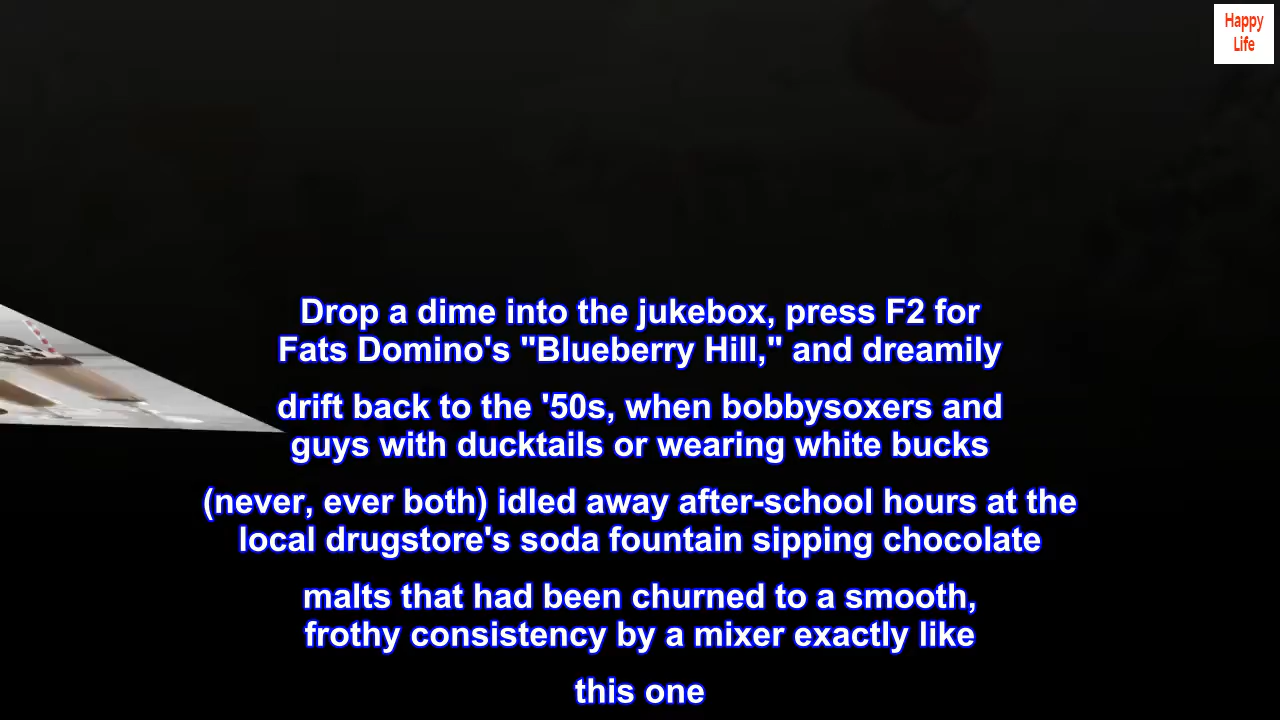 Happy
Life
Drop a dime into the jukebox, press F2 for
Fats Domino's "Blueberry Hill," and dreamily
drift back to the '50s, when bobbysoxers and
guys with ducktails or wearing white bucks
(never, ever both) idled away after-school hours at the
local drugstore's soda fountain sipping chocolate
malts that had been churned to a smooth,
frothy consistency by a mixer exactly like
this one